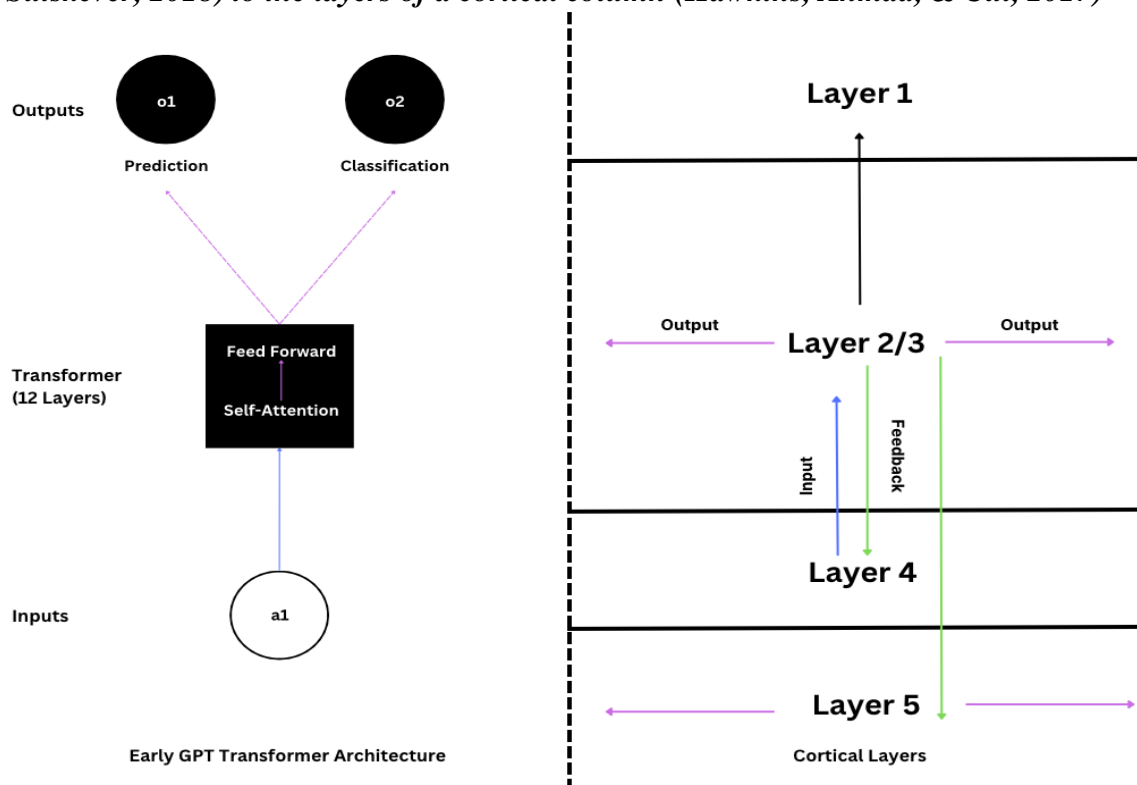 Sutskever, 2018) to the layers of a cortical column (Hawkins, Ahmad, & Cui, 2017)
Outputs
o1
o2
Prediction
Classification
Transformer
(12 Layers)
Feed Forward
Self-Attention
Inputs
a1
Early GPT Transformer Architecture
Layer 1
Output
Layer 2/3
Output
Input
Feedback
Layer 4
Layer 5
Cortical Layers